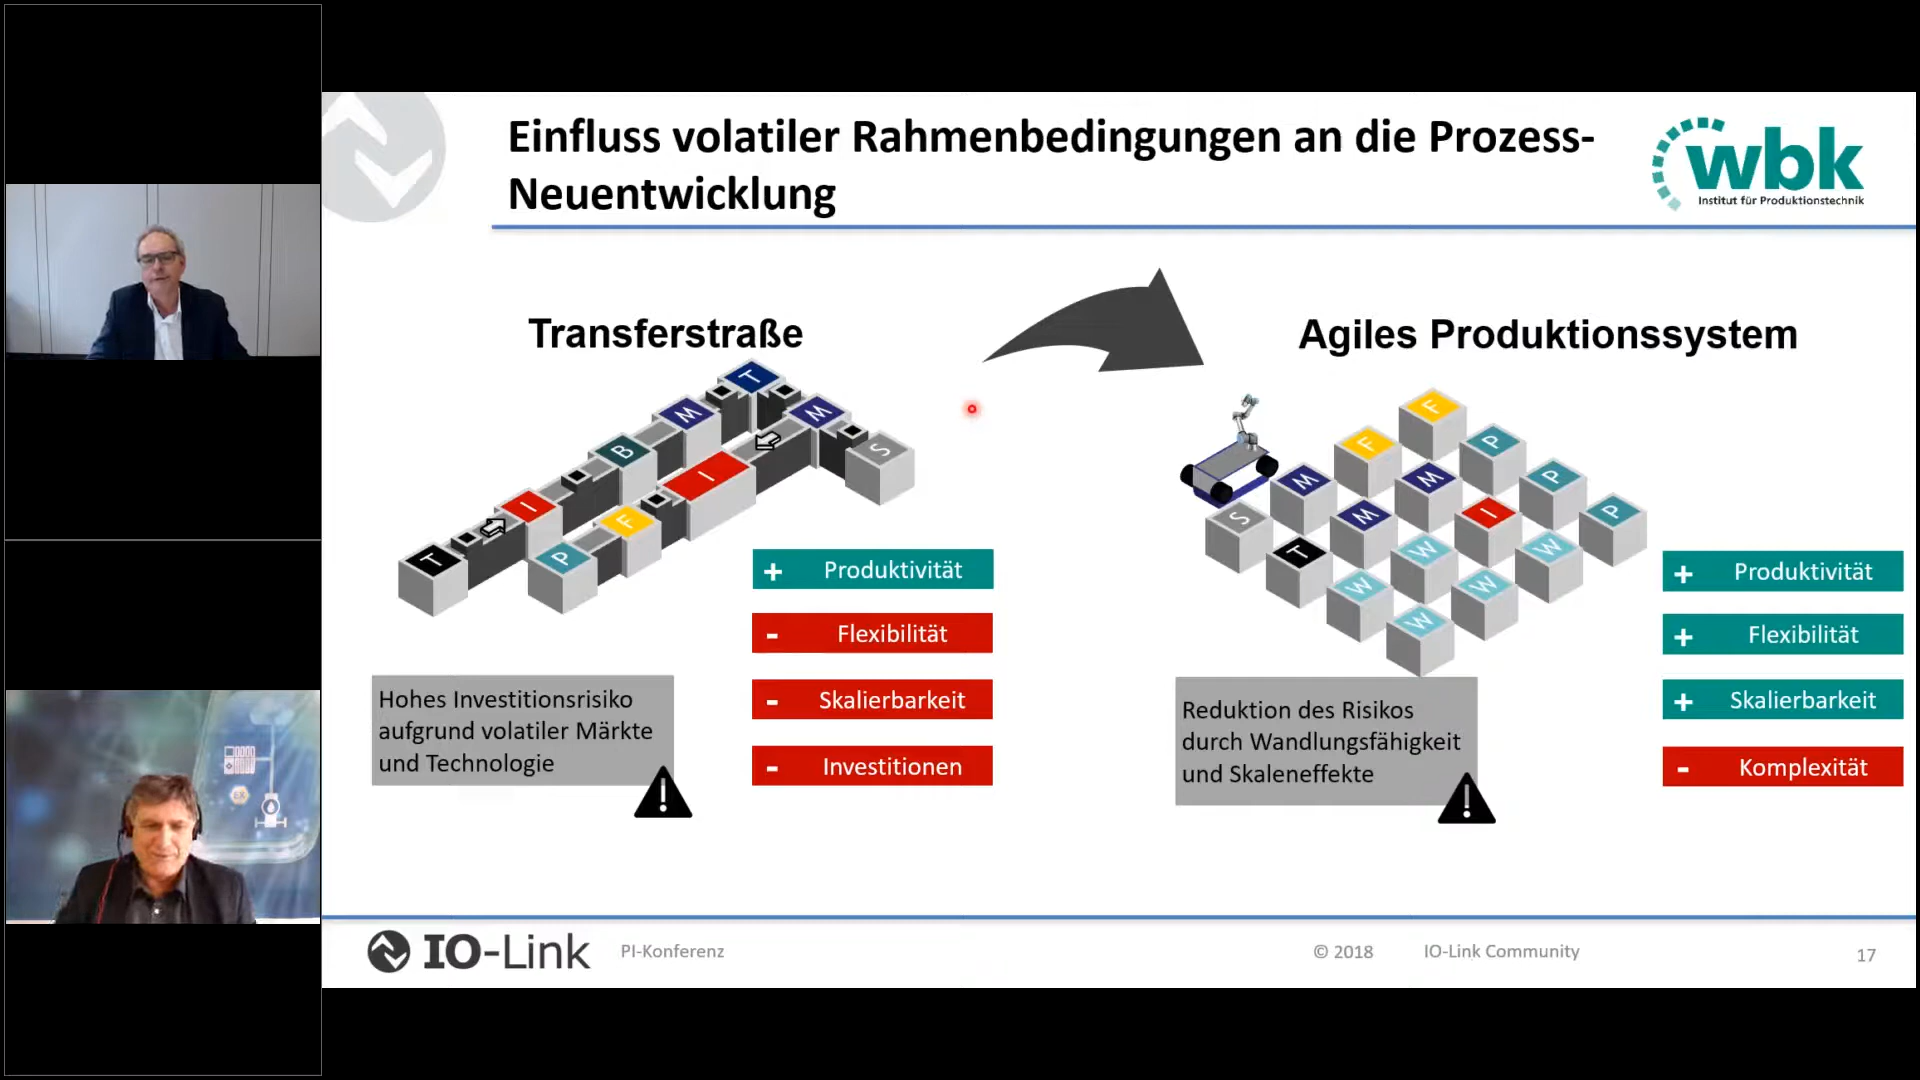 Einfluss volatiler Rahmenbedingungen an die Prozess-
Neuentwicklung
wbk
Institut für Produktionstechnik
Transferstraße
T
M
M
B
S
I
I
F
T
P
+ Produktivität
- Flexibilität
- Skalierbarkeit
- Investitionen
Hohes Investitionsrisiko
aufgrund volatiler Märkte
und Technologie
!
Agiles Produktionssystem
F
F
P
M
M
P
S
M
I
P
T
W
W
W
W
W
+ Produktivität
+ Flexibilität
+ Skalierbarkeit
- Komplexität
Reduktion des Risikos
durch Wandlungsfähigkeit
und Skaleneffekte
!
EX
IO-Link
PI-Konferenz
© 2018
IO-Link Community
17